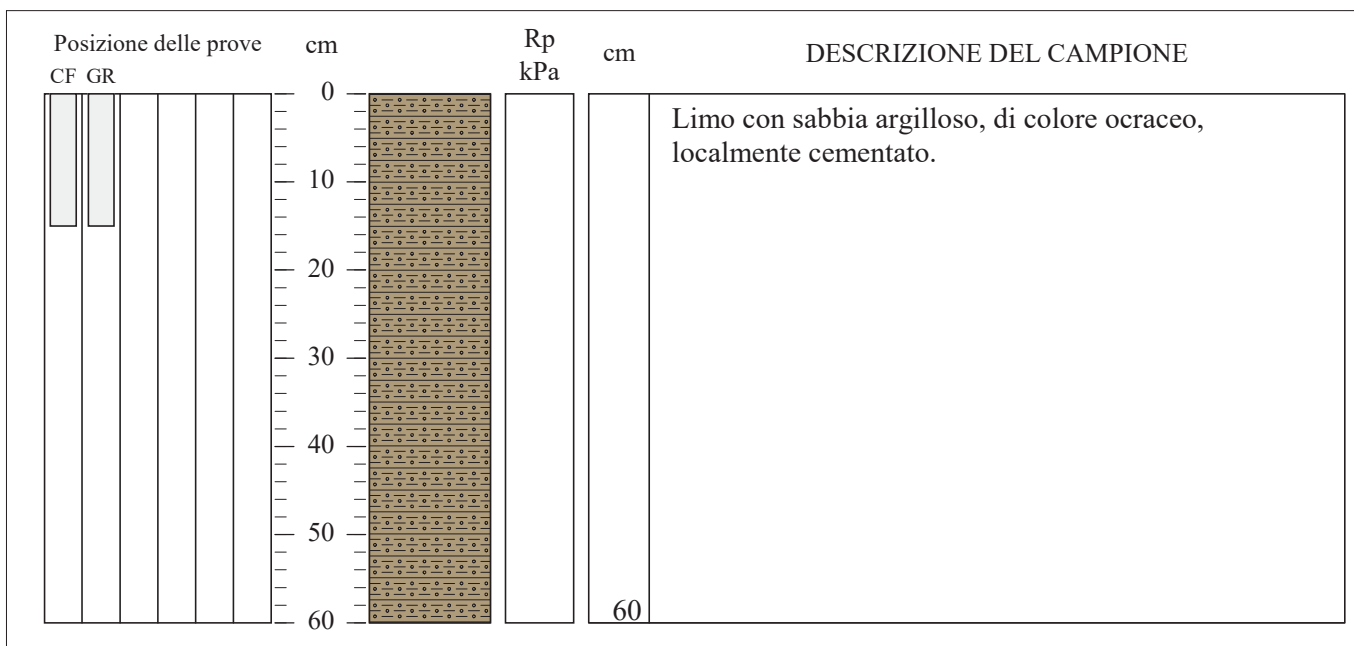 Posizione delle prove
CF GR
cm
Rp
kPa
cm
DESCRIZIONE DEL CAMPIONE
0
10
20
30
40
50
60
60
Limo con sabbia argilloso, di colore ocraceo,
localmente cementato.